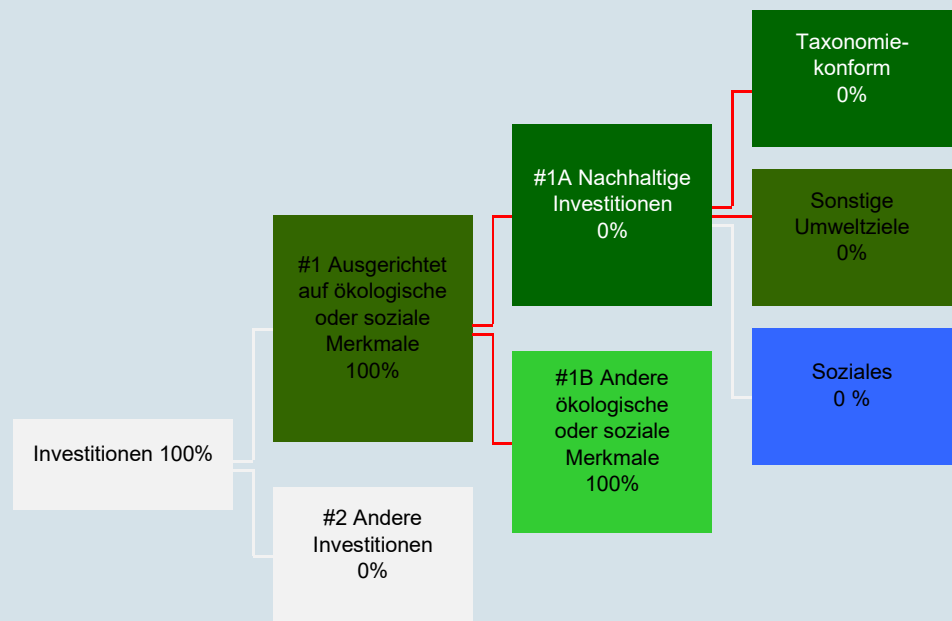 Investitionen 100%
#1 Ausgerichtet
auf ökologische
oder soziale
Merkmale
100%
#2 Andere
Investitionen
0%
#1A Nachhaltige
Investitionen
0%
#1B Andere
ökologische
oder soziale
Merkmale
100%
Taxonomie-
konform
0%
Sonstige
Umweltziele
0%
Soziales
0 %